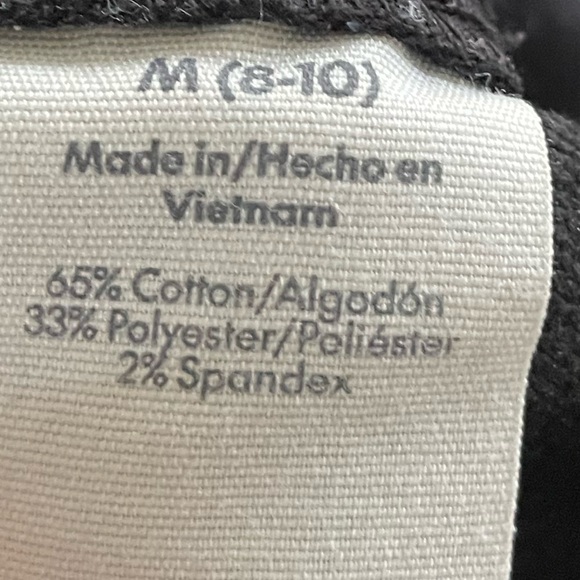 M (8-10)
Made in/Hecho en
Vietnam
65% Cotton/Algodón
33% Polyester/Poliéster
2% Spandex